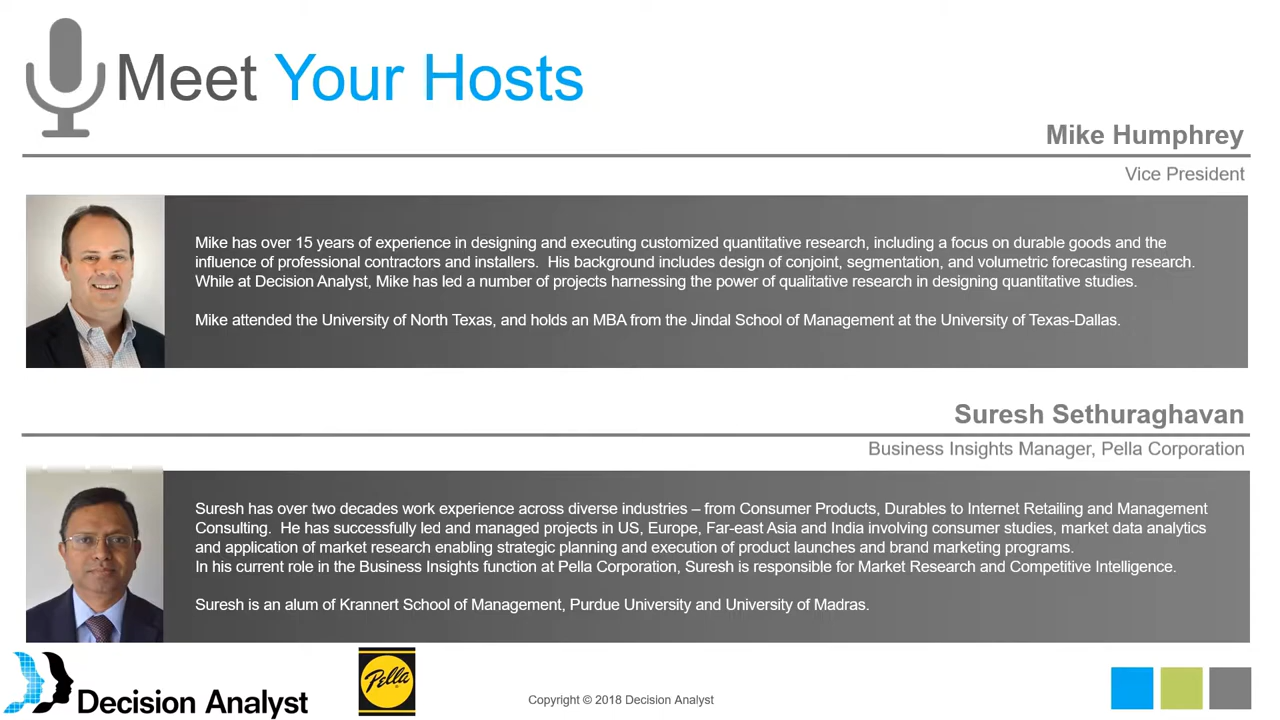 Meet Your Hosts
Mike Humphrey
Vice President
Mike has over 15 years of experience in designing and executing customized quantitative research, including a focus on durable goods and the
influence of professional contractors and installers.  His background includes design of conjoint, segmentation, and volumetric forecasting research.
While at Decision Analyst, Mike has led a number of projects harnessing the power of qualitative research in designing quantitative studies.
Mike attended the University of North Texas, and holds an MBA from the Jindal School of Management at the University of Texas-Dallas.
Suresh Sethuraghavan
Business Insights Manager, Pella Corporation
Suresh has over two decades work experience across diverse industries – from Consumer Products, Durables to Internet Retailing and Management
Consulting.  He has successfully led and managed projects in US, Europe, Far-east Asia and India involving consumer studies, market data analytics
and application of market research enabling strategic planning and execution of product launches and brand marketing programs.
In his current role in the Business Insights function at Pella Corporation, Suresh is responsible for Market Research and Competitive Intelligence.
Suresh is an alum of Krannert School of Management, Purdue University and University of Madras.
Decision Analyst
Pella
Copyright © 2018 Decision Analyst